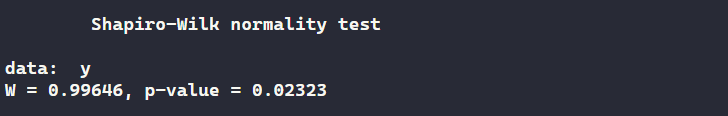 Shapiro-Wilk normality test
data:  y
W = 0.99646, p-value = 0.02323